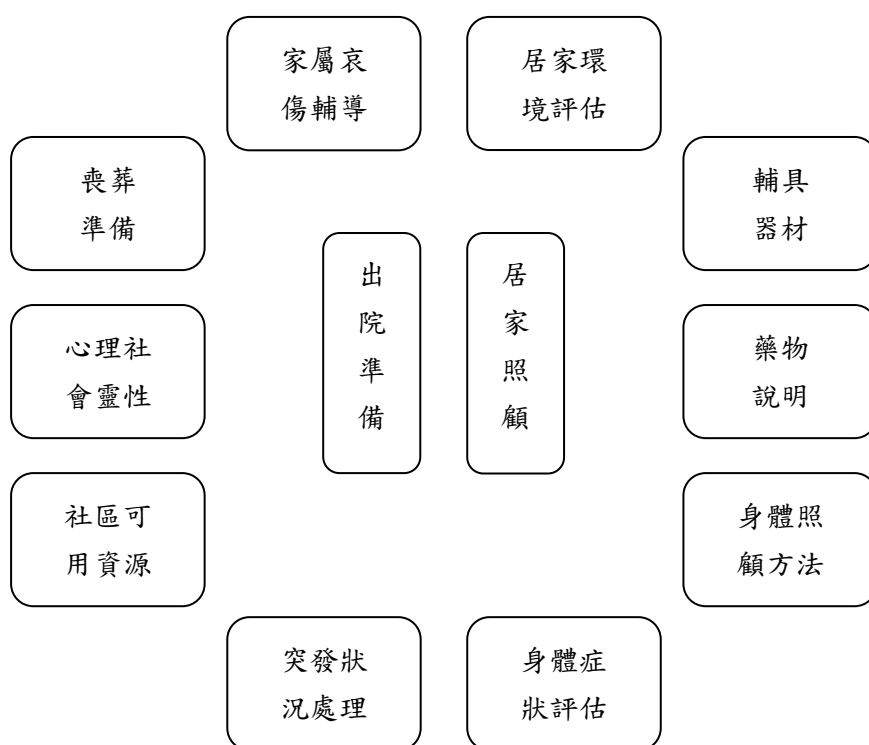 家屬哀
傷輔導
居家環
境評估
喪葬
準備
輔具
器材
出院準備
居家照顧
心理社
會靈性
藥物
說明
社區可
用資源
身體照
顧方法
突發狀
況處理
身體症
狀評估